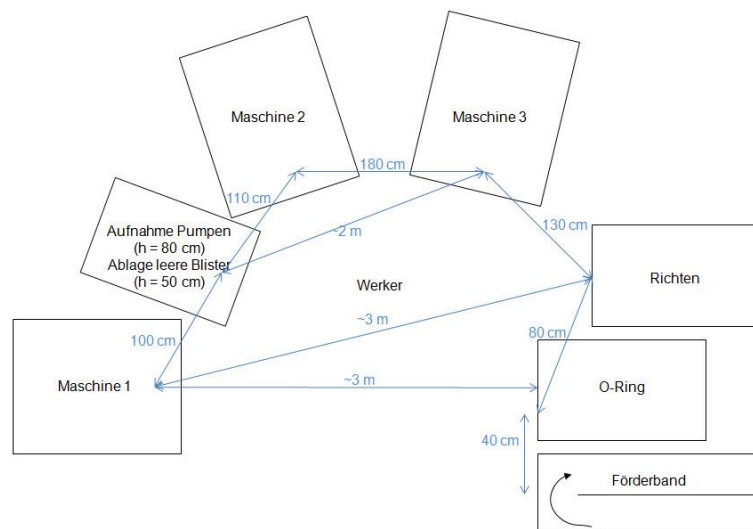 Maschine 2
Maschine 3
180 cm
110 cm
Aufnahme Pumpen
(h = 80 cm)
Ablage leere Blister
(h = 50 cm)
~2 m
130 cm
Richten
Werker
~3 m
100 cm
80 cm
Maschine 1
~3 m
O-Ring
40 cm
Förderband